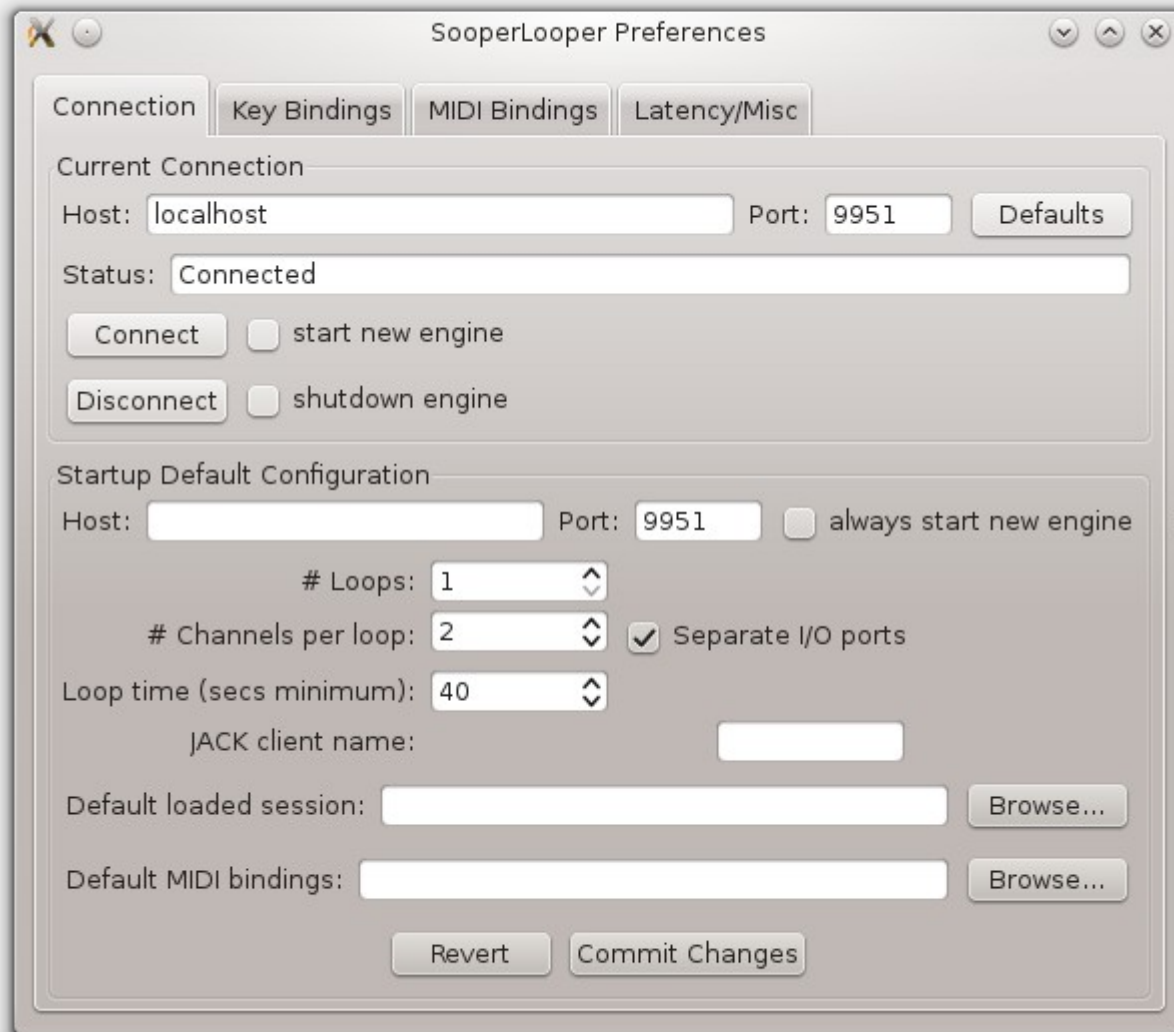 SooperLooper Preferences
Connection Key Bindings MIDI Bindings Latency/Misc
Current Connection
Host: localhost Port: 9951 Defaults
Status: Connected
Connect start new engine
Disconnect shutdown engine
Startup Default Configuration
Host: Port: 9951 always start new engine
# Loops: 1
# Channels per loop: 2 Separate I/O ports
Loop time (secs minimum): 40
JACK client name:
Default loaded session: Browse...
Default MIDI bindings: Browse...
Revert Commit Changes